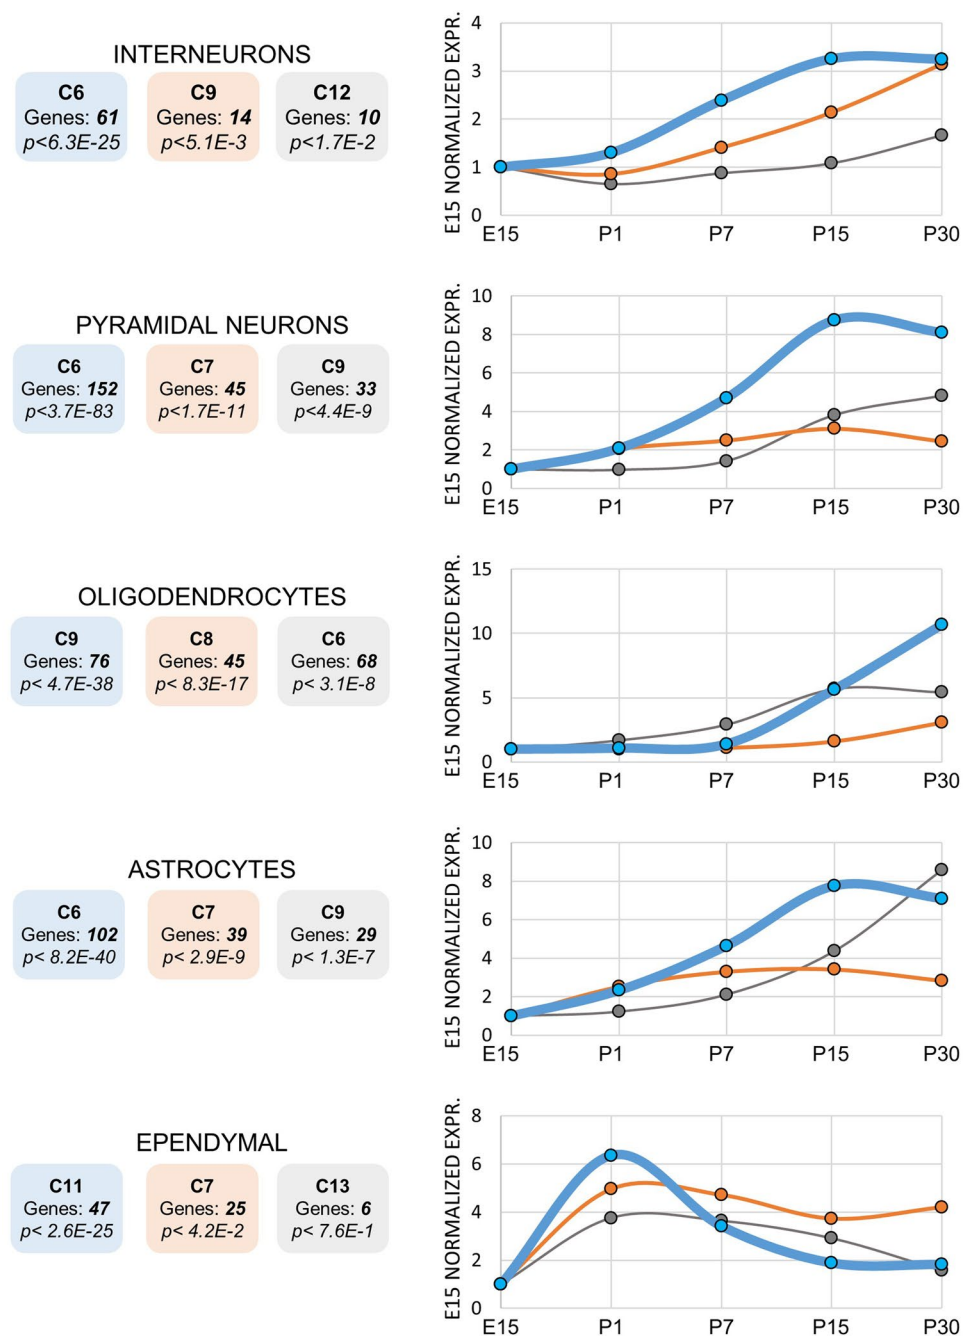 INTERNEURONS
C6
Genes: 61
p<6.3E-25
C9
Genes: 14
p<5.1E-3
C12
Genes: 10
p<1.7E-2
E15 NORMALIZED EXPR.
4
3
2
1
0
E15 P1 P7 P15 P30
PYRAMIDAL NEURONS
C6
Genes: 152
p<3.7E-83
C7
Genes: 45
p<1.7E-11
C9
Genes: 33
p<4.4E-9
E15 NORMALIZED EXPR.
10
8
6
4
2
0
E15 P1 P7 P15 P30
OLIGODENDROCYTES
C9
Genes: 76
p< 4.7E-38
C8
Genes: 45
p< 8.3E-17
C6
Genes: 68
p< 3.1E-8
E15 NORMALIZED EXPR.
15
10
5
0
E15 P1 P7 P15 P30
ASTROCYTES
C6
Genes: 102
p< 8.2E-40
C7
Genes: 39
p< 2.9E-9
C9
Genes: 29
p< 1.3E-7
E15 NORMALIZED EXPR.
10
8
6
4
2
0
E15 P1 P7 P15 P30
EPENDYMAL
C11
Genes: 47
p< 2.6E-25
C7
Genes: 25
p< 4.2E-2
C13
Genes: 6
p< 7.6E-1
E15 NORMALIZED EXPR.
8
6
4
2
0
E15 P1 P7 P15 P30